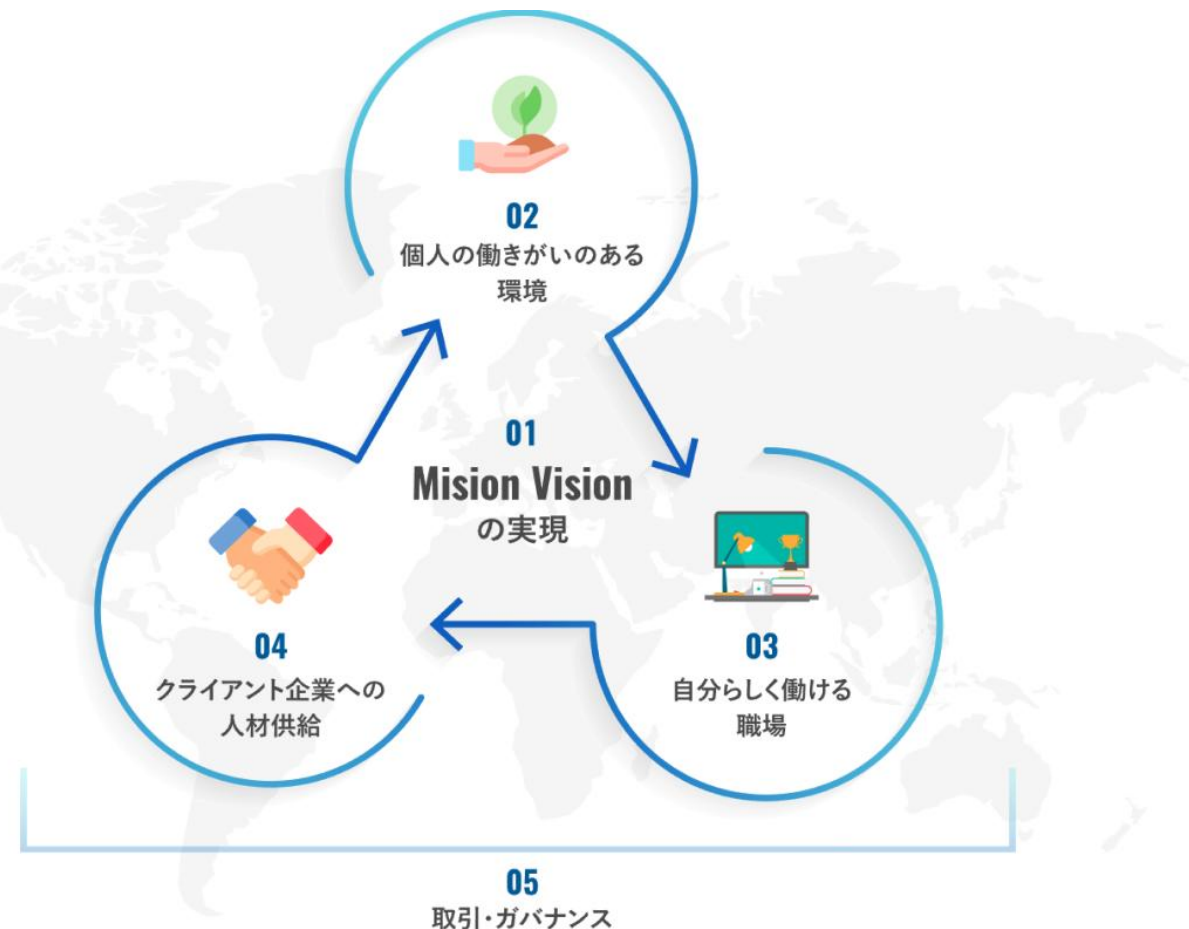 02
個人の働きがいのある
環境
01
Mision Vision
の実現
04
クライアント企業への
人材供給
03
自分らしく働ける
職場
05
取引・ガバナンス